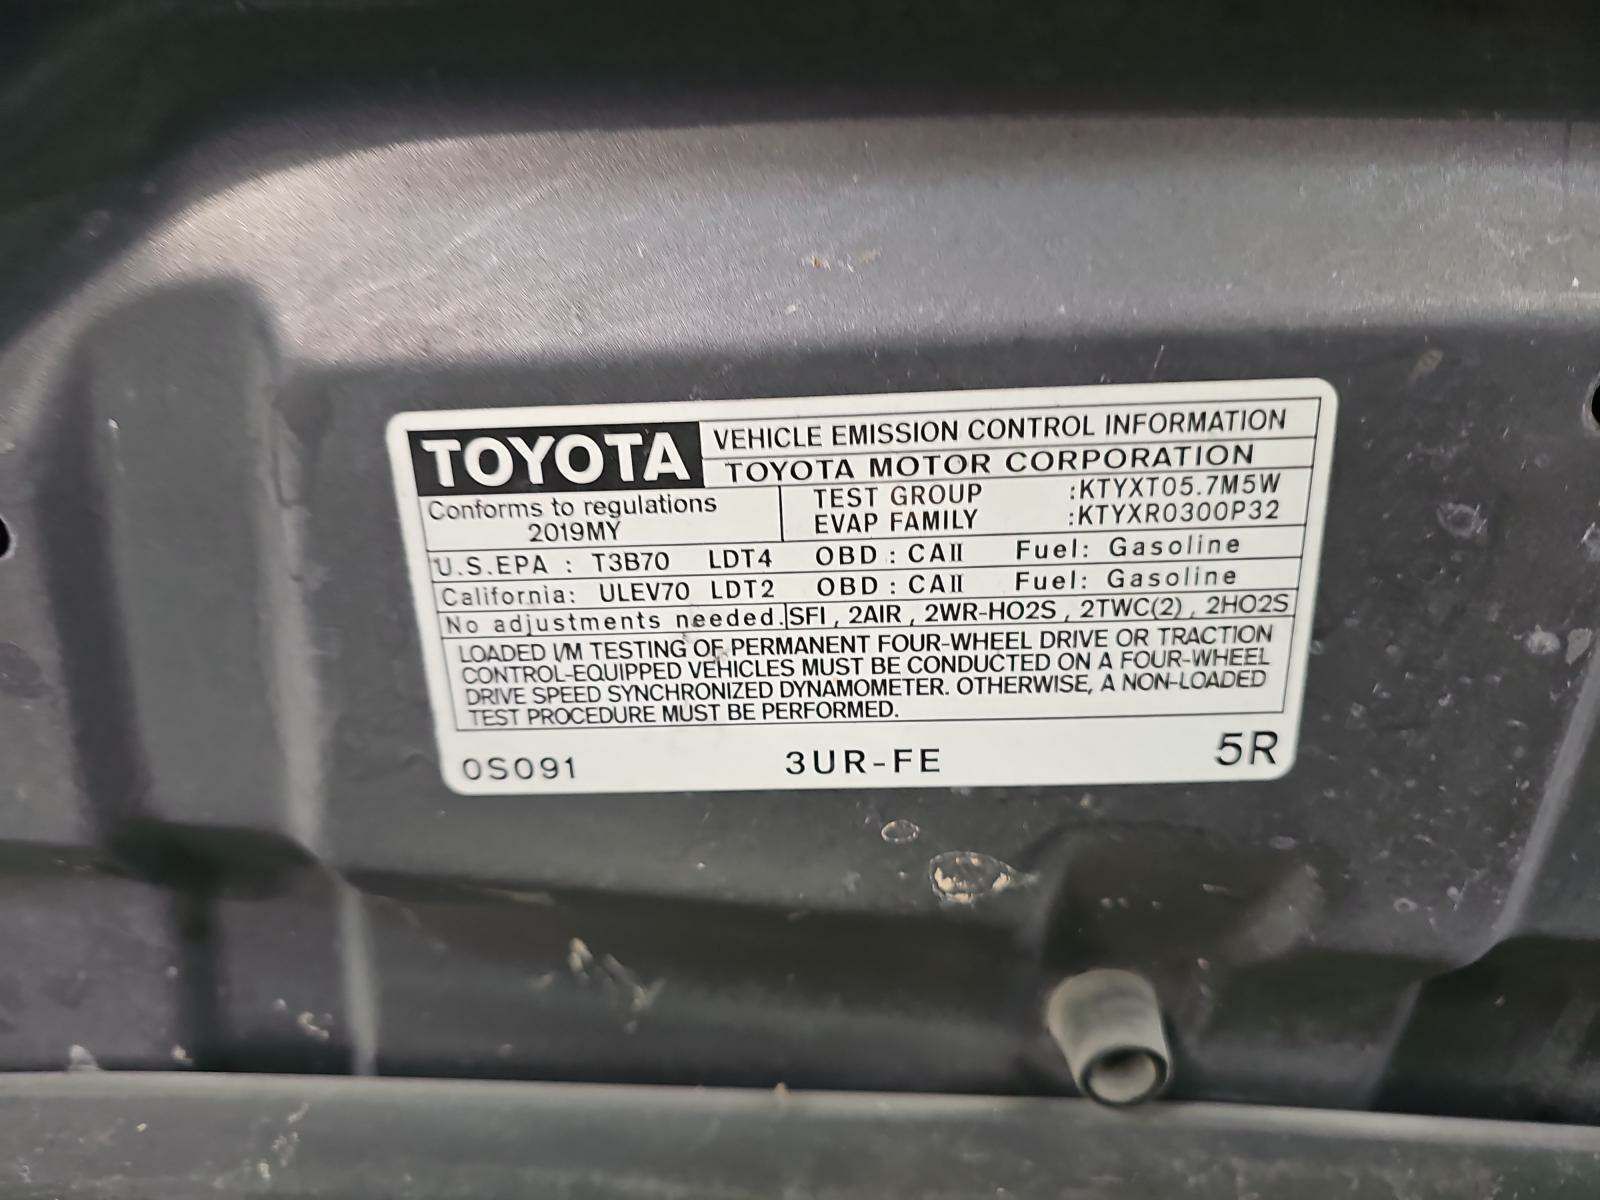 TOYOTA VEHICLE EMISSION CONTROL INFORMATION
TOYOTA MOTOR CORPORATION
Conforms to regulations
2019MY
TEST GROUP :KTYXT05.7M5W
EVAP FAMILY :KTYXR0300P32
U.S.EPA : T3B70 LDT4 OBD : CAII Fuel: Gasoline
California: ULEV70 LDT2 OBD : CAII Fuel: Gasoline
No adjustments needed. SFI , 2AIR , 2WR-HO2S , 2TWC(2) , 2HO2S
LOADED I/M TESTING OF PERMANENT FOUR-WHEEL DRIVE OR TRACTION
CONTROL-EQUIPPED VEHICLES MUST BE CONDUCTED ON A FOUR-WHEEL
DRIVE SPEED SYNCHRONIZED DYNAMOMETER. OTHERWISE, A NON-LOADED
TEST PROCEDURE MUST BE PERFORMED.
0S091 3UR-FE 5R